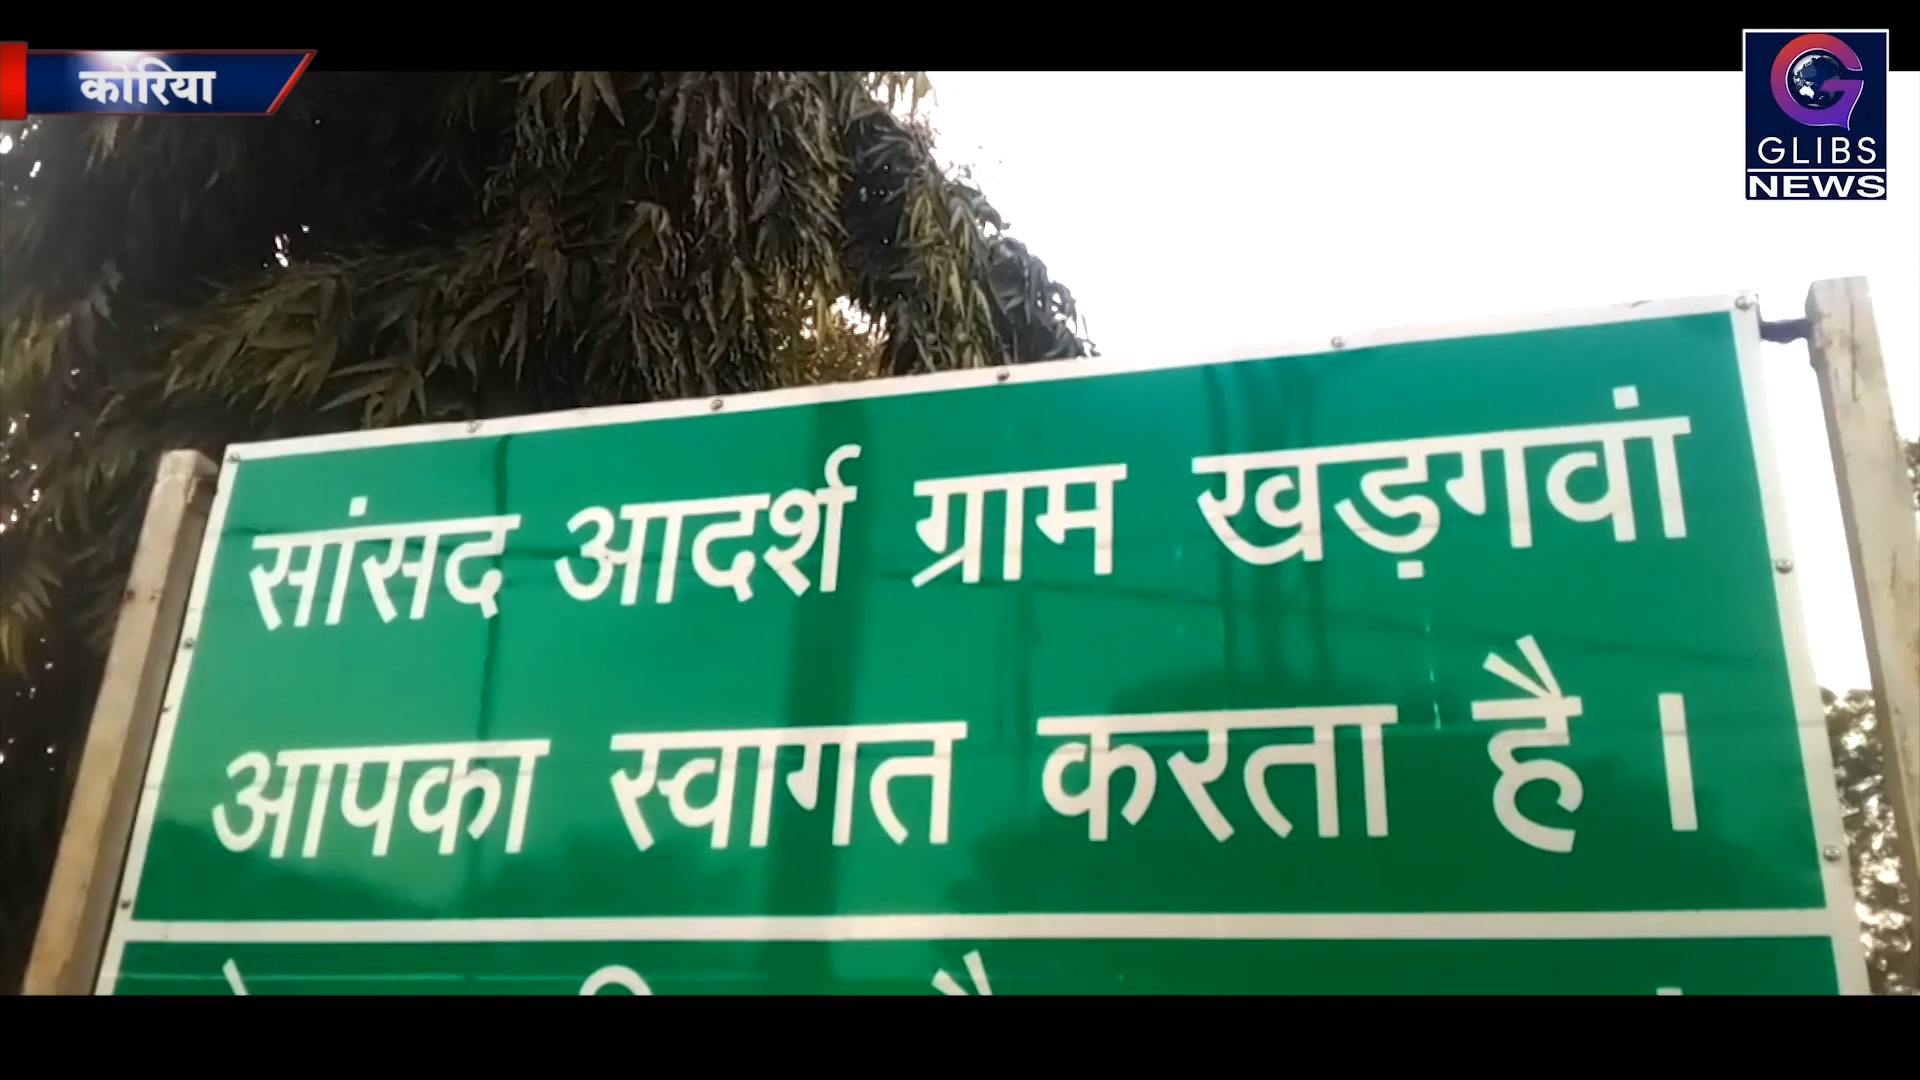 कोरिया
GLIBS
NEWS
सांसद आदर्श ग्राम खड़गवां
आपका स्वागत करता है।